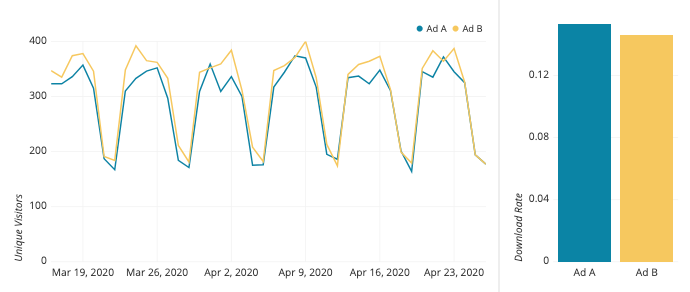 Ad A Ad B
400
300
200
100
0
Unique Visitors
Mar 19, 2020 Mar 26, 2020 Apr 2, 2020 Apr 9, 2020 Apr 16, 2020 Apr 23, 2020
0.12
0.08
0.04
0
Download Rate
Ad A Ad B